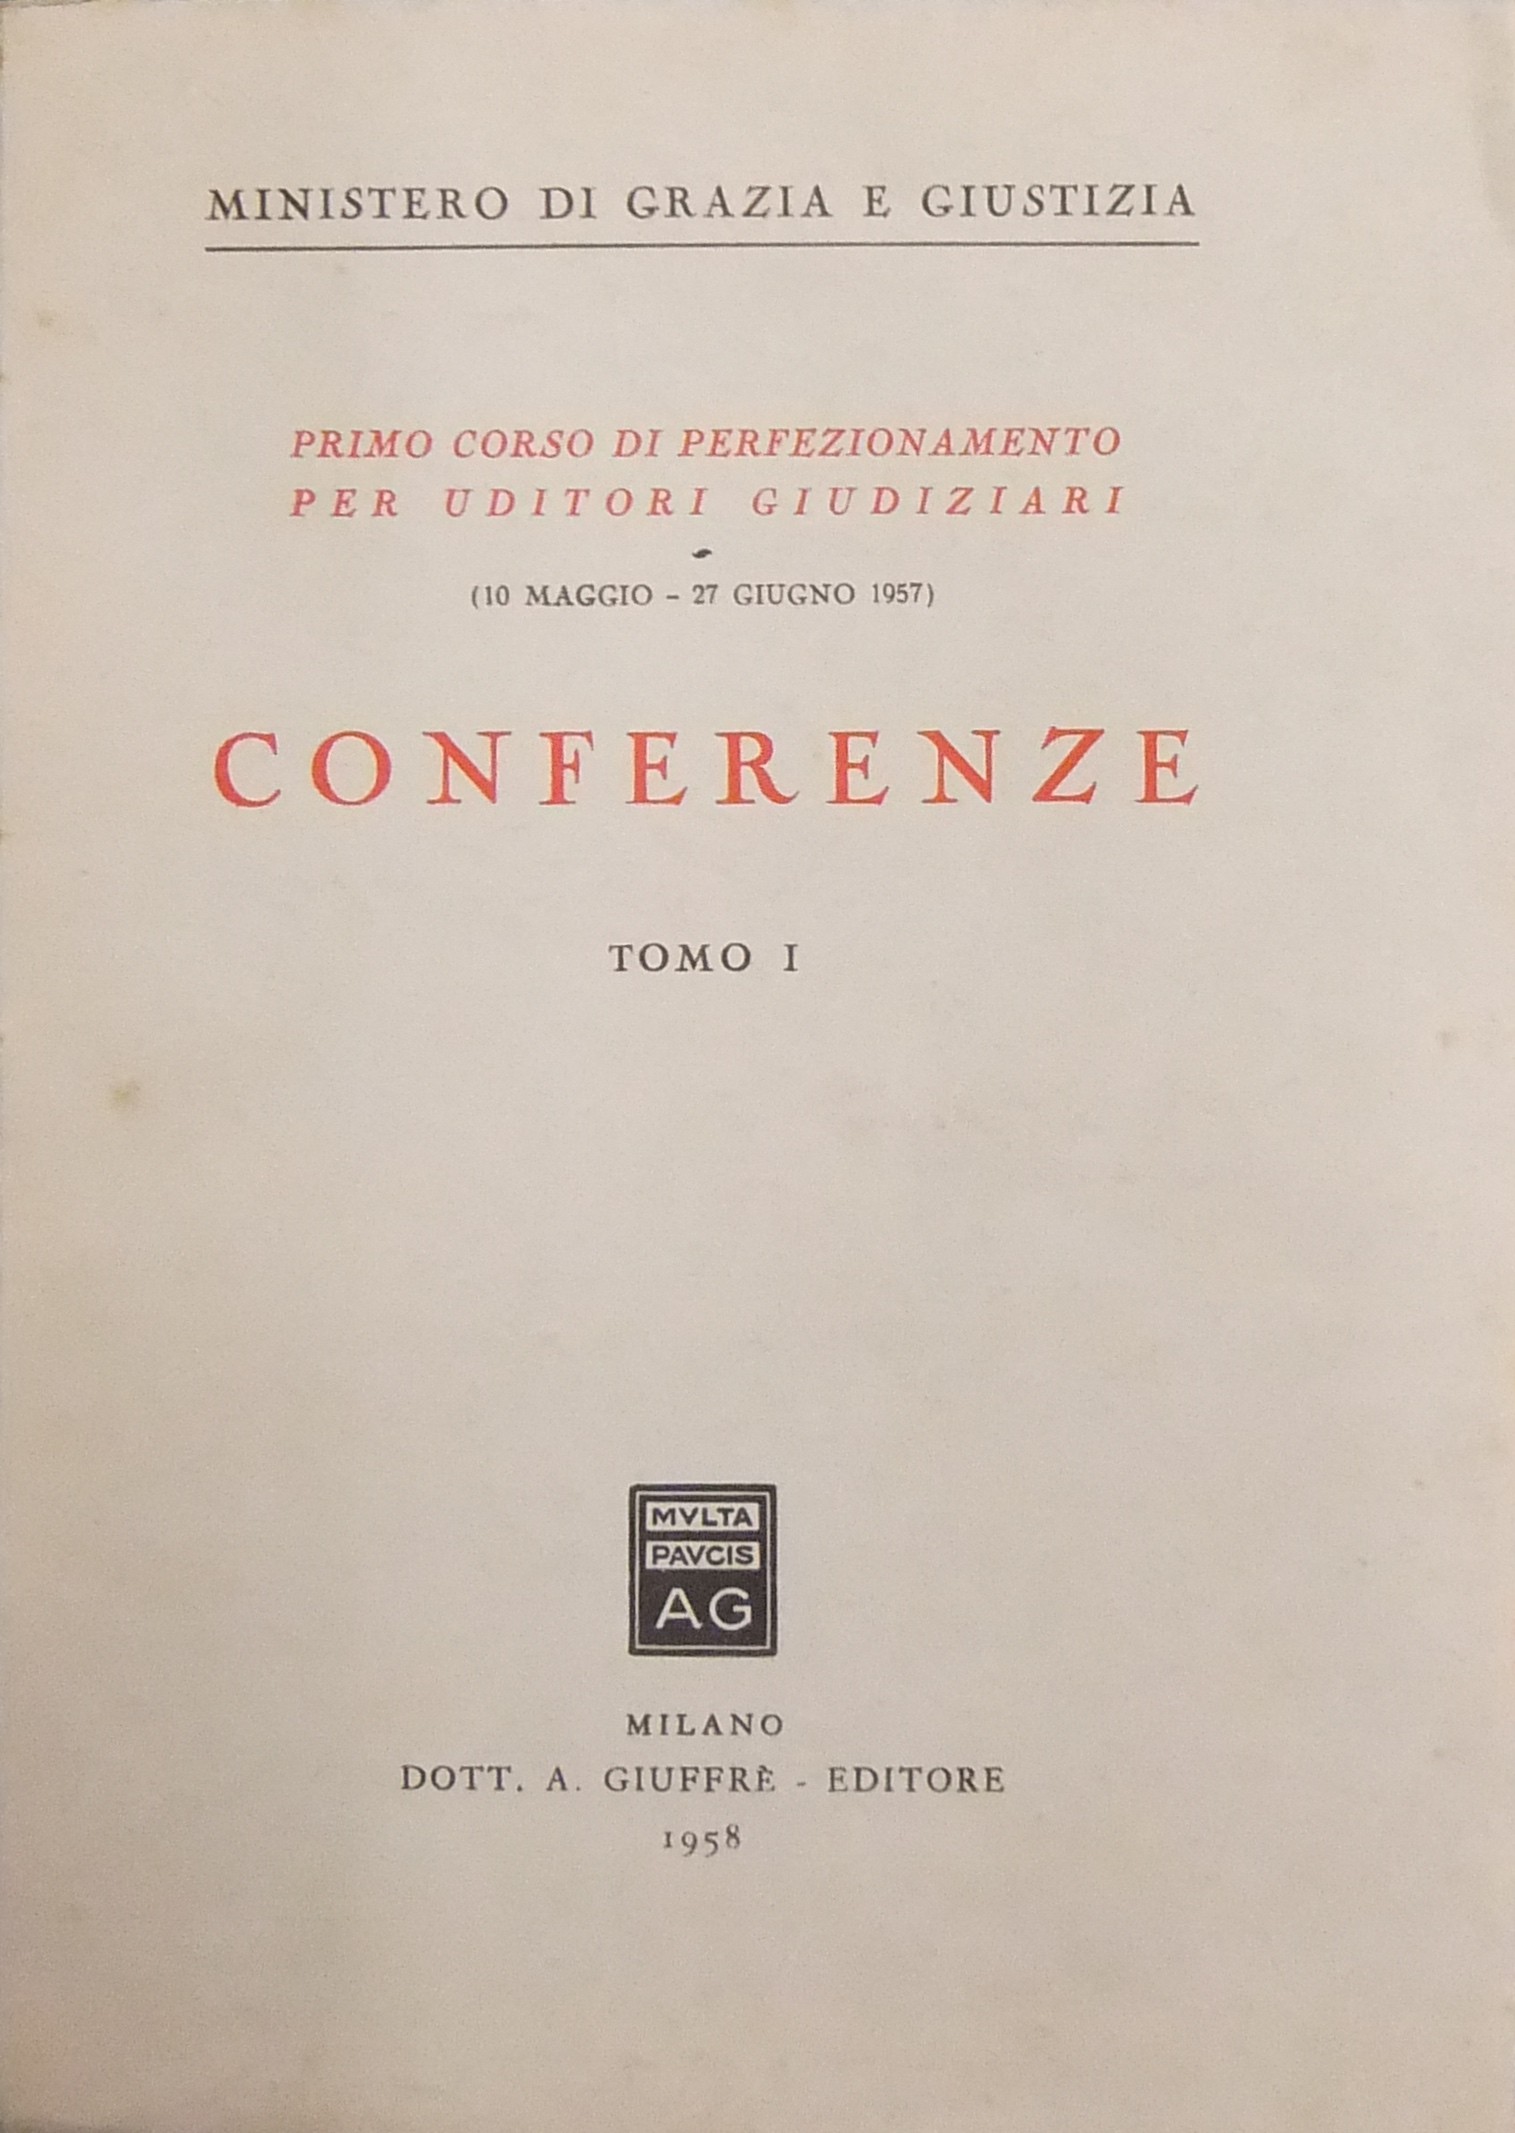 MINISTERO DI GRAZIA E GIUSTIZIA
PRIMO CORSO DI PERFEZIONAMENTO
PER UDITORI GIUDIZIARI
(10 MAGGIO - 27 GIUGNO 1957)
CONFERENZE
TOMO I
MVLTA
PAVCIS
AG
MILANO
DOTT. A. GIUFFRÈ - EDITORE
1958